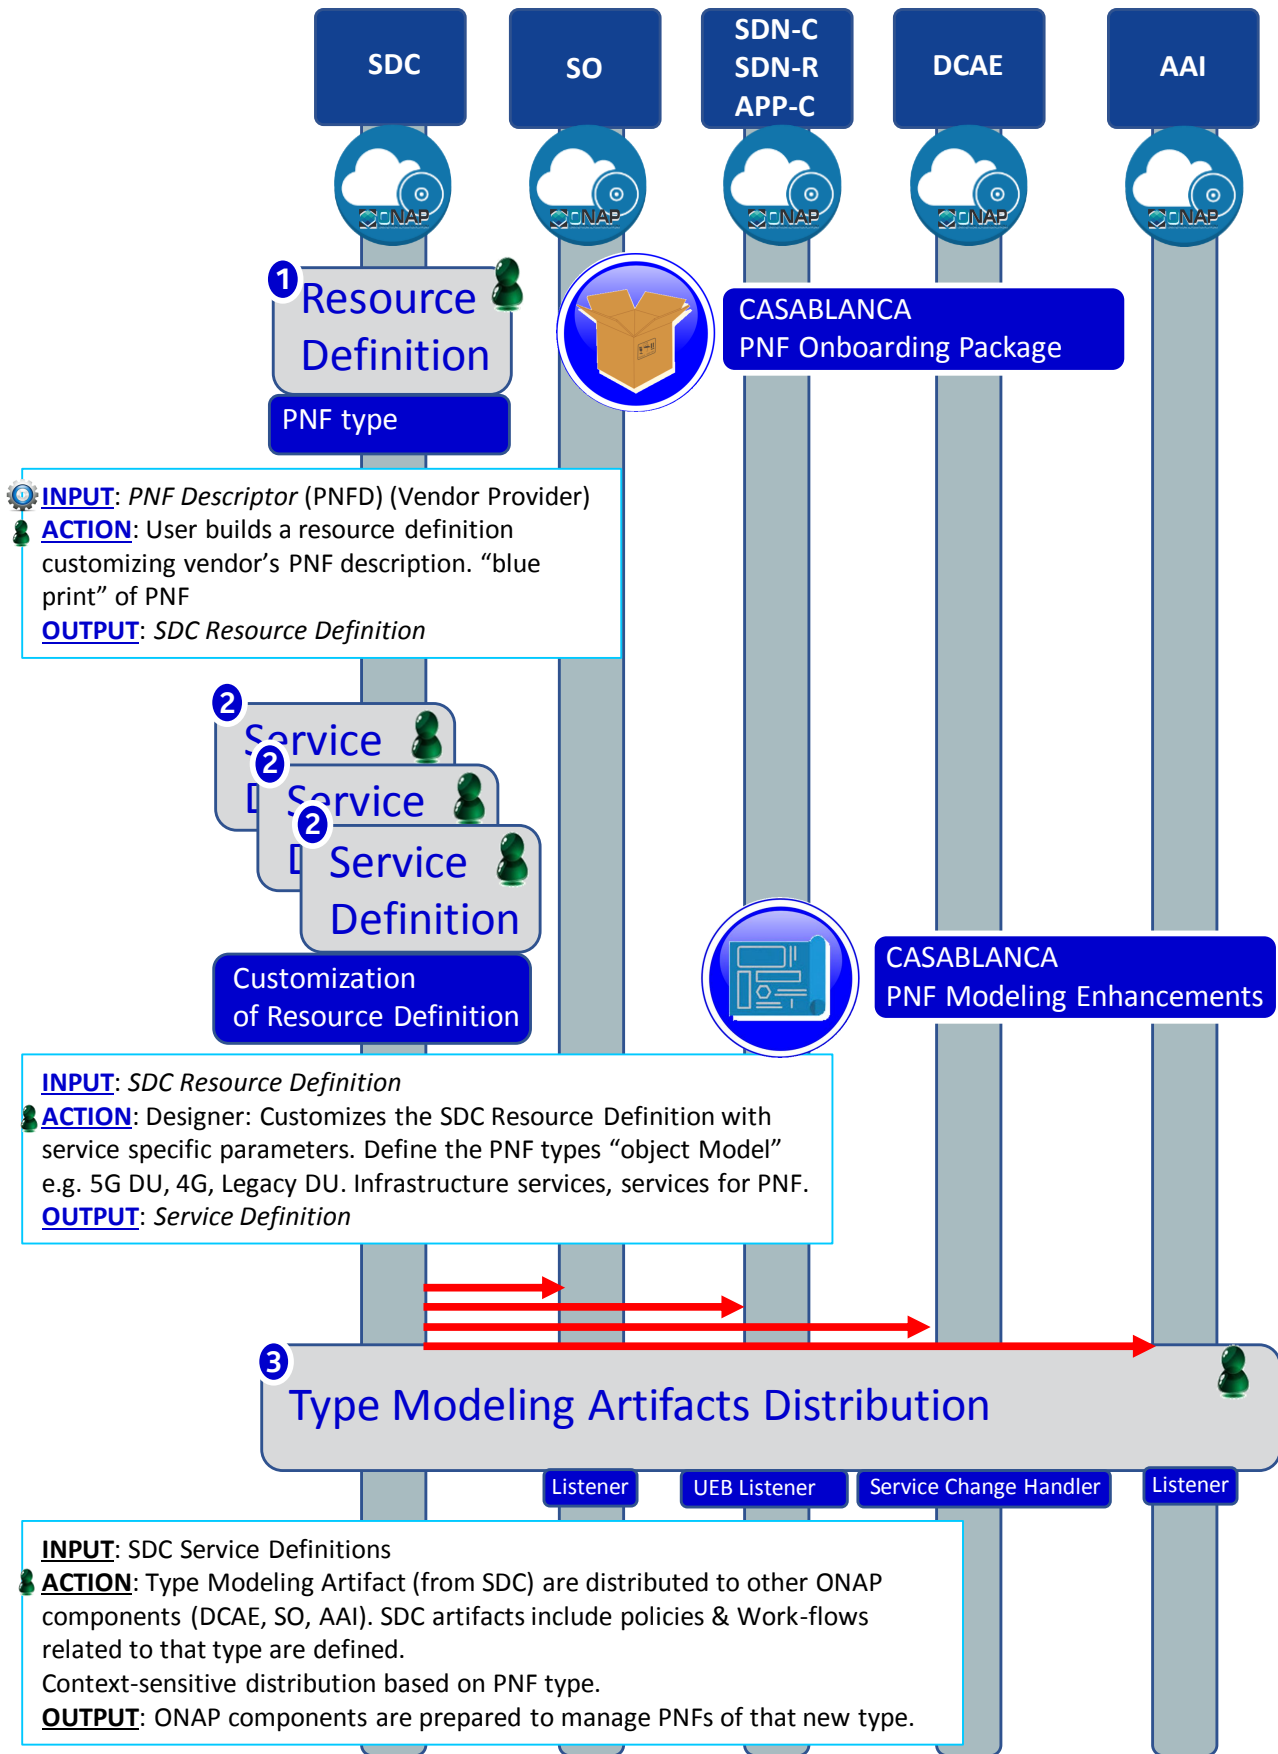 SDC
SO
SDN-C
SDN-R
APP-C
DCAE
AAI
ONAP
ONAP
ONAP
ONAP
ONAP
1
Resource
Definition
PNF type
CASABLANCA
PNF Onboarding Package
INPUT: PNF Descriptor (PNFD) (Vendor Provider)
ACTION: User builds a resource definition
customizing vendor’s PNF description. “blue
print” of PNF
OUTPUT: SDC Resource Definition
2
Service
D
2
Service
D
2
Service
Definition
Customization
of Resource Definition
CASABLANCA
PNF Modeling Enhancements
INPUT: SDC Resource Definition
ACTION: Designer: Customizes the SDC Resource Definition with
service specific parameters. Define the PNF types “object Model”
e.g. 5G DU, 4G, Legacy DU. Infrastructure services, services for PNF.
OUTPUT: Service Definition
3
Type Modeling Artifacts Distribution
Listener
UEB Listener
Service Change Handler
Listener
INPUT: SDC Service Definitions
ACTION: Type Modeling Artifact (from SDC) are distributed to other ONAP
components (DCAE, SO, AAI). SDC artifacts include policies & Work-flows
related to that type are defined.
Context-sensitive distribution based on PNF type.
OUTPUT: ONAP components are prepared to manage PNFs of that new type.